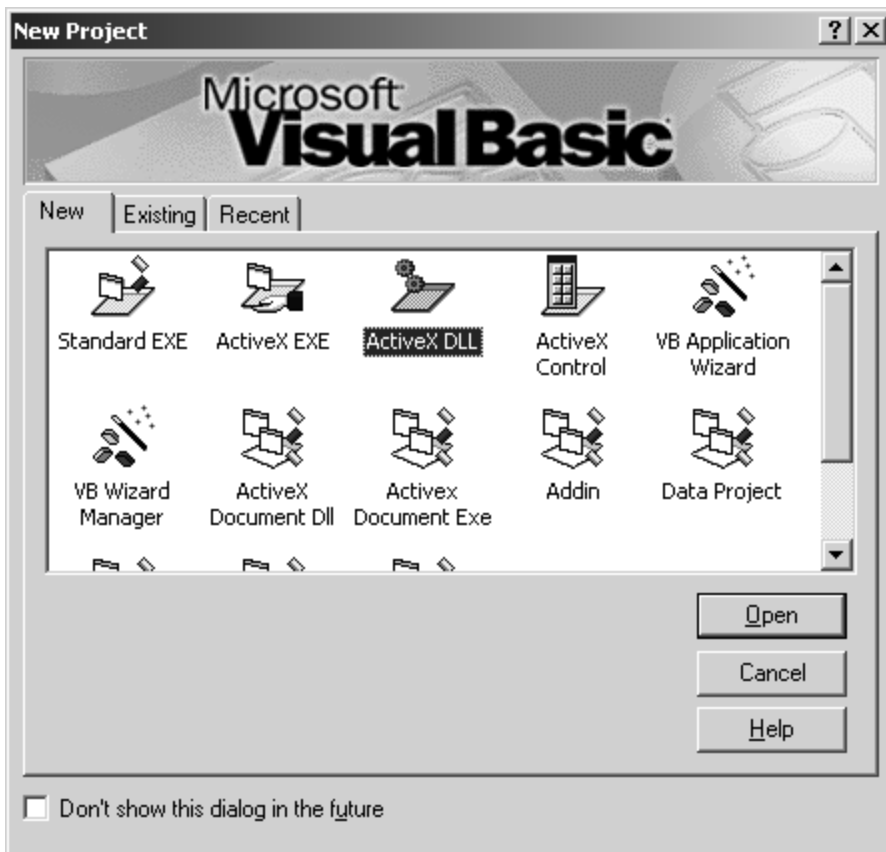 New Project
Microsoft
Visual Basic
New Existing Recent
Standard EXE ActiveX EXE ActiveX DLL ActiveX VB Application
Control Wizard
VB Wizard ActiveX Activex Addin Data Project
Manager Document Dll Document Exe
Open
Cancel
Help
Don't show this dialog in the future